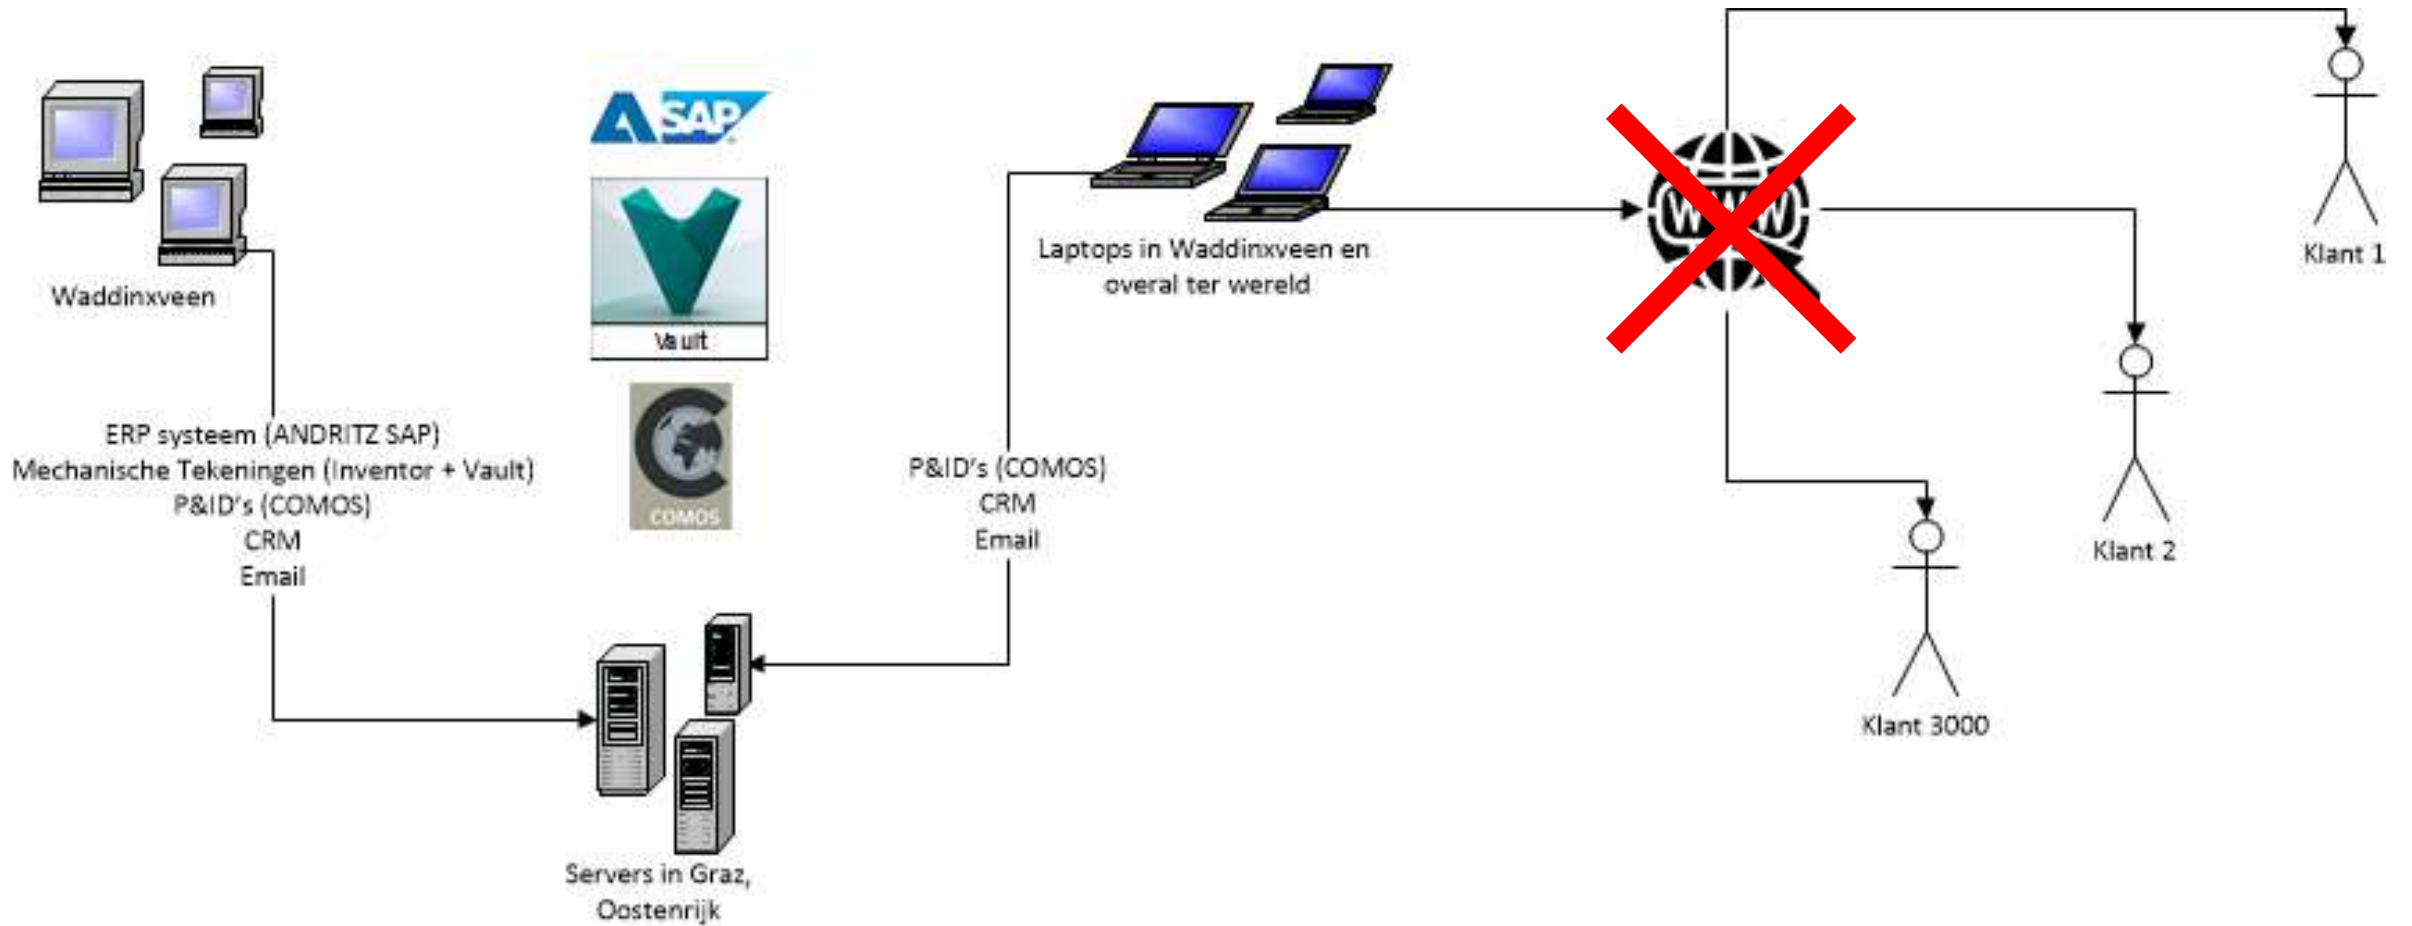 Waddinxveen
ERP systeem (ANDRITZ SAP)
Mechanische Tekeningen (Inventor + Vault)
P&ID's (COMOS)
CRM
Email
SAP
Vault
COMOS
Servers in Graz,
Oostenrijk
P&ID's (COMOS)
CRM
Email
Laptops in Waddinxveen en
overal ter wereld
WWW
Klant 1
Klant 2
Klant 3000